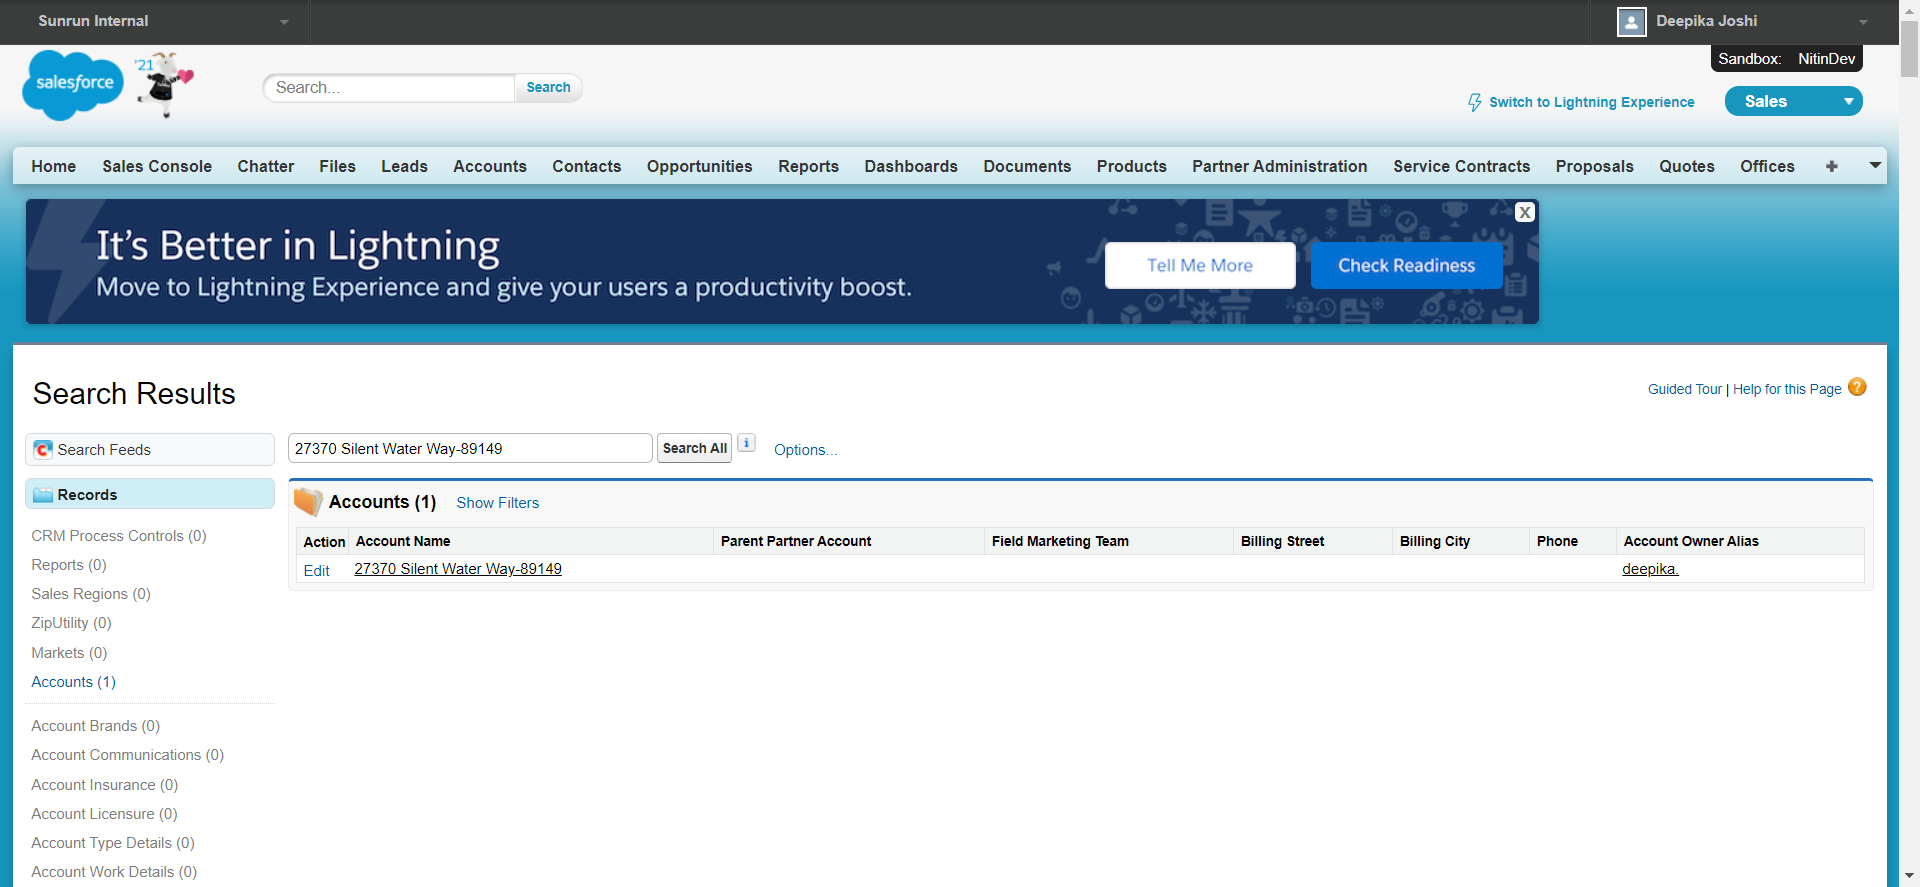 Sunrun Internal
Deepika Joshi
salesforce
'21
Search...
Search
Sandbox: NitinDev
Switch to Lightning Experience
Sales
Home Sales Console Chatter Files Leads Accounts Contacts Opportunities Reports Dashboards Documents Products Partner Administration Service Contracts Proposals Quotes Offices +
It's Better in Lightning
Move to Lightning Experience and give your users a productivity boost.
Tell Me More
Check Readiness
X
Search Results
Guided Tour | Help for this Page ?
Search Feeds
27370 Silent Water Way-89149
Search All
i
Options...
Records
CRM Process Controls (0)
Reports (0)
Sales Regions (0)
ZipUtility (0)
Markets (0)
Accounts (1)
Account Brands (0)
Account Communications (0)
Account Insurance (0)
Account Licensure (0)
Account Type Details (0)
Account Work Details (0)
Accounts (1)
Show Filters
Action Account Name Parent Partner Account Field Marketing Team Billing Street Billing City Phone Account Owner Alias
Edit 27370 Silent Water Way-89149 deepika.